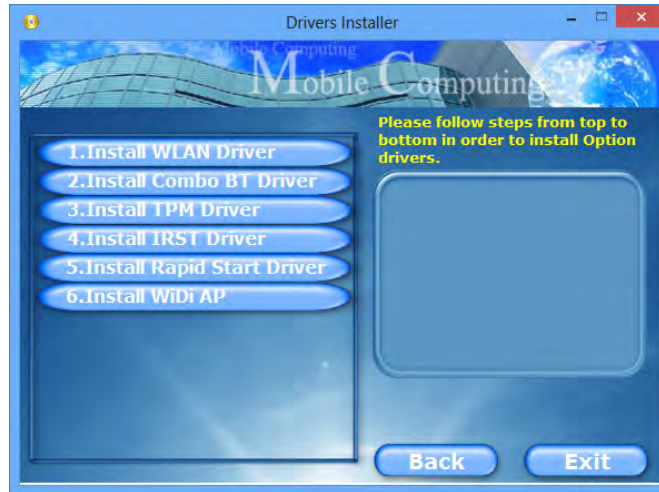 Drivers Installer
Mobile Computing
Mobile Computing
Please follow steps from top to
bottom in order to install Option
drivers.
1.Install WLAN Driver
2.Install Combo BT Driver
3.Install TPM Driver
4.Install IRST Driver
5.Install Rapid Start Driver
6.Install WiDi AP
Back
Exit